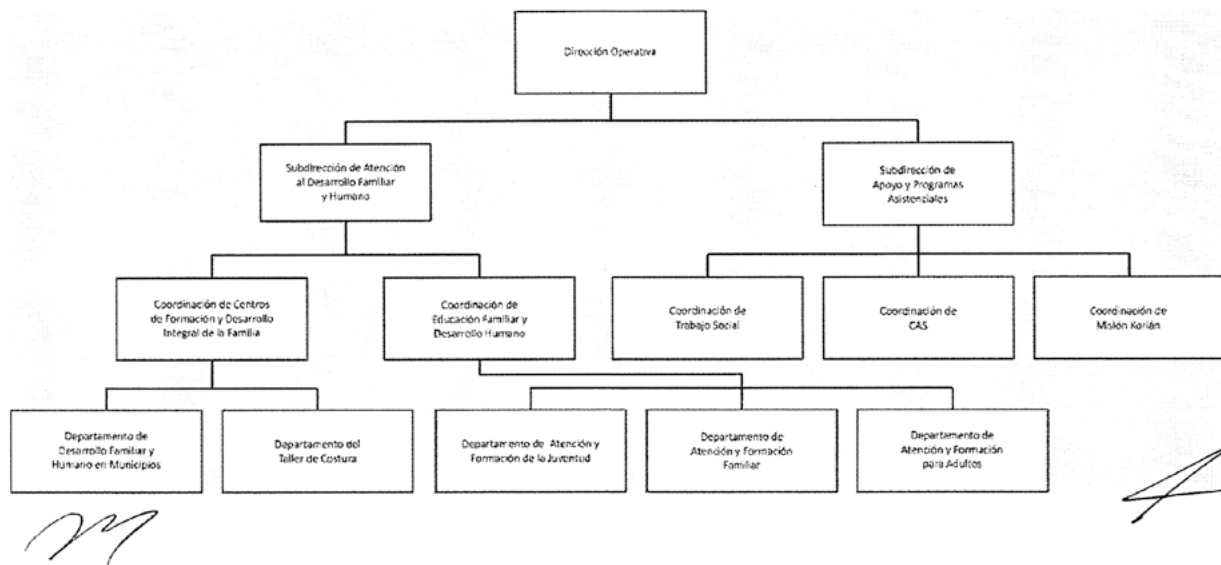 Dirección Operativa
Subdirección de Atención
al Desarrollo Familiar
y Humano
Subdirección de
Apoyo y Programas
Asistenciales
Coordinación de Centros
de Formación y Desarrollo
Integral de la Familia
Coordinación de
Educación Familiar y
Desarrollo Humano
Coordinación de
Trabajo Social
Coordinación de
CAS
Coordinación de
Misión Korián
Departamento de
Desarrollo Familiar y
Humano en Municipios
Departamento del
Taller de Costura
Departamento de Atención y
Formación de la Juventud
Departamento de
Atención y Formación
Familiar
Departamento de
Atención y Formación
para Adultos